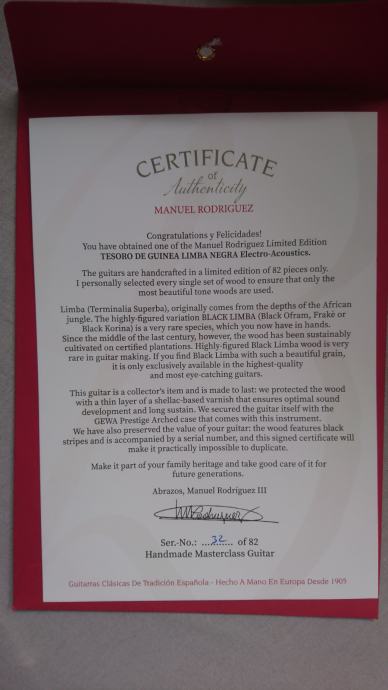 CERTIFICATE
of
Authenticity
MANUEL RODRIGUEZ
Congratulations y Felicidades!
You have obtained one of the Manuel Rodriguez Limited Edition
TESORO DE GUINEA LIMBA NEGRA Electro-Acoustics.
The guitars are handcrafted in a limited edition of 82 pieces only.
I personally selected every single set of wood to ensure that only the
most beautiful tone woods are used.
Limba (Terminalia Superba), originally comes from the depths of the African
jungle. The highly-figured variation BLACK LIMBA (Black Ofram, Frakè or
Black Korina) is a very rare species, which you now have in hands.
Since the middle of the last century, however, the wood has been sustainably
cultivated on certified plantations. Highly-figured Black Limba wood is very
rare in guitar making. If you find Black Limba with such a beautiful grain,
it is only exclusively available in the highest-quality
and most eye-catching guitars.
This guitar is a collector's item and is made to last: we protected the wood
with a thin layer of a shellac-based varnish that ensures optimal sound
development and long sustain. We secured the guitar itself with the
GEWA Prestige Arched case that comes with this instrument.
We have also preserved the value of your guitar: the wood features black
stripes and is accompanied by a serial number, and this signed certificate will
make it practically impossible to duplicate.
Make it part of your family heritage and take good care of it for
future generations.
Abrazos, Manuel Rodriguez III
Ser.-No.: ...32...... of 82
Handmade Masterclass Guitar
Guitarras Clásicas De Tradición Española - Hecho A Mano En Europa Desde 1905